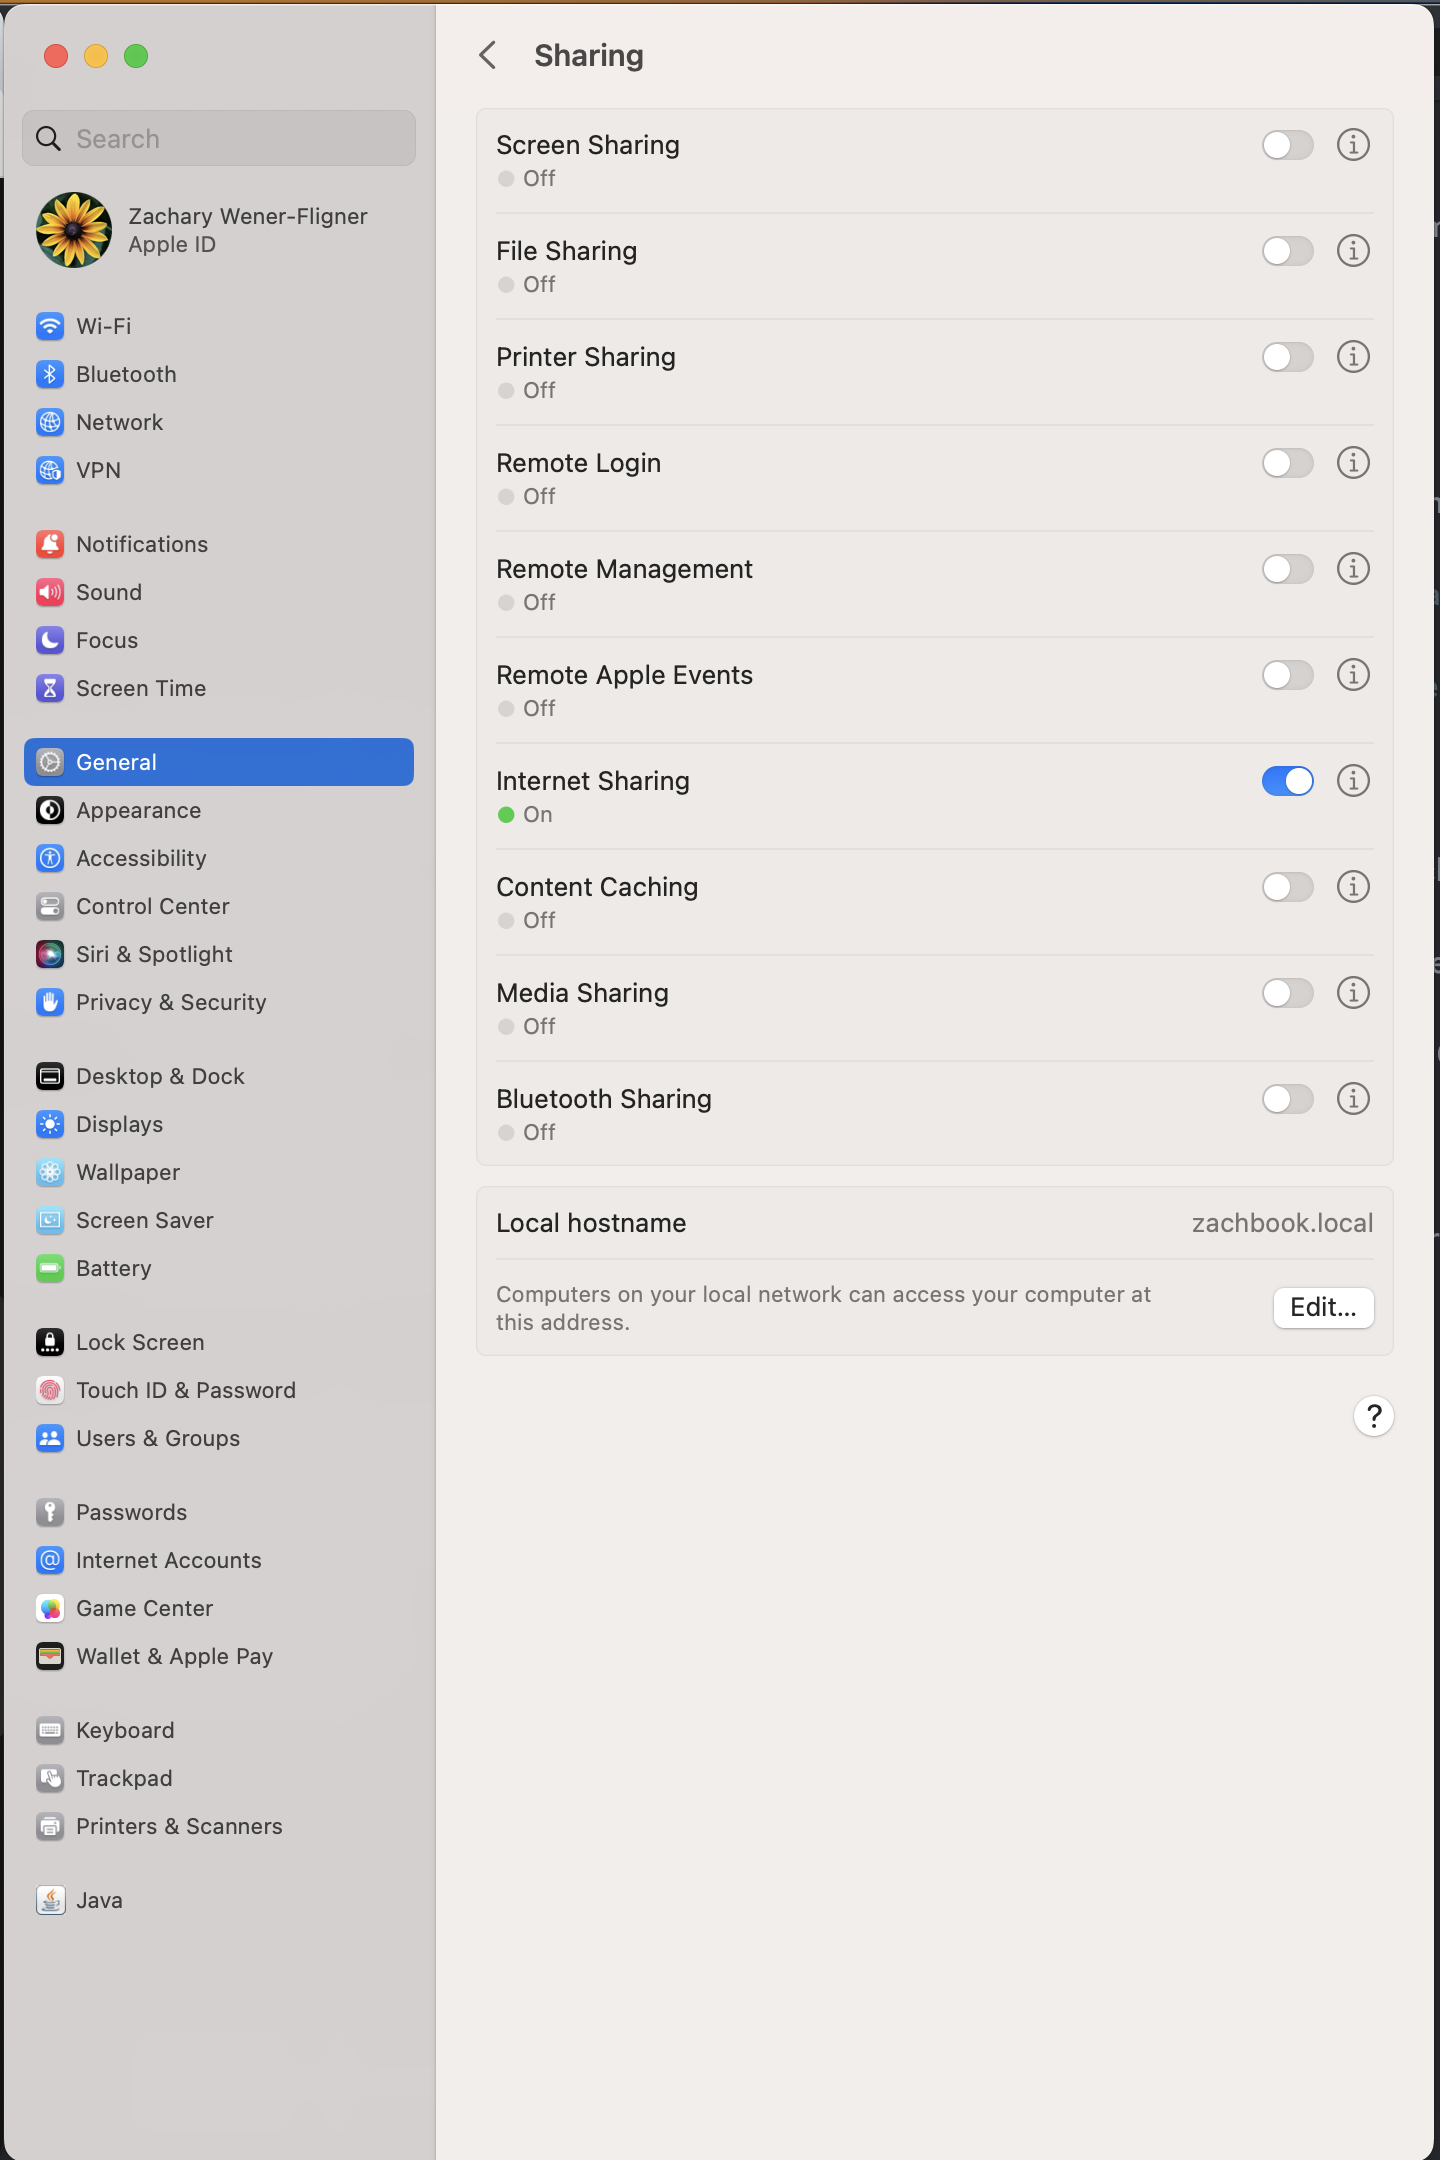 Sharing
Search
Zachary Wener-Fligner
Apple ID
Wi-Fi
Bluetooth
Network
VPN
Notifications
Sound
Focus
Screen Time
General
Appearance
Accessibility
Control Center
Siri & Spotlight
Privacy & Security
Desktop & Dock
Displays
Wallpaper
Screen Saver
Battery
Lock Screen
Touch ID & Password
Users & Groups
Passwords
Internet Accounts
Game Center
Wallet & Apple Pay
Keyboard
Trackpad
Printers & Scanners
Java
Screen Sharing
Off
File Sharing
Off
Printer Sharing
Off
Remote Login
Off
Remote Management
Off
Remote Apple Events
Off
Internet Sharing
On
Content Caching
Off
Media Sharing
Off
Bluetooth Sharing
Off
Local hostname zachbook.local
Computers on your local network can access your computer at
this address.
Edit...
?